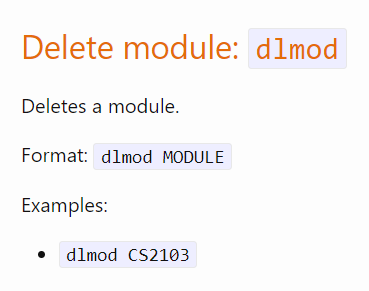 Delete module: dlmod
Deletes a module.
Format: dlmod MODULE
Examples:
dlmod CS2103